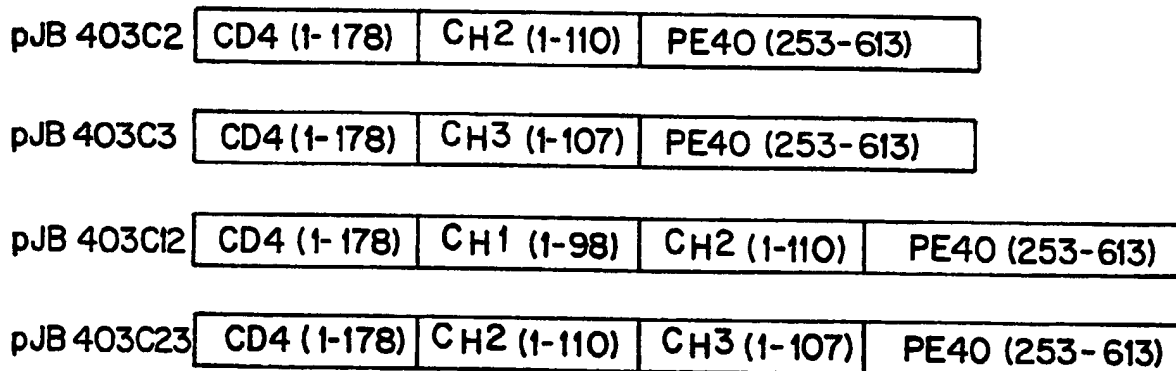 pJB 403C2 CD4 (1-178) CH2 (1-110) PE40 (253-613)
pJB 403C3 CD4 (1-178) CH3 (1-107) PE40 (253-613)
pJB 403C12 CD4 (1-178) CH1 (1-98) CH2 (1-110) PE40 (253-613)
pJB 403C23 CD4 (1-178) CH2 (1-110) CH3 (1-107) PE40 (253-613)